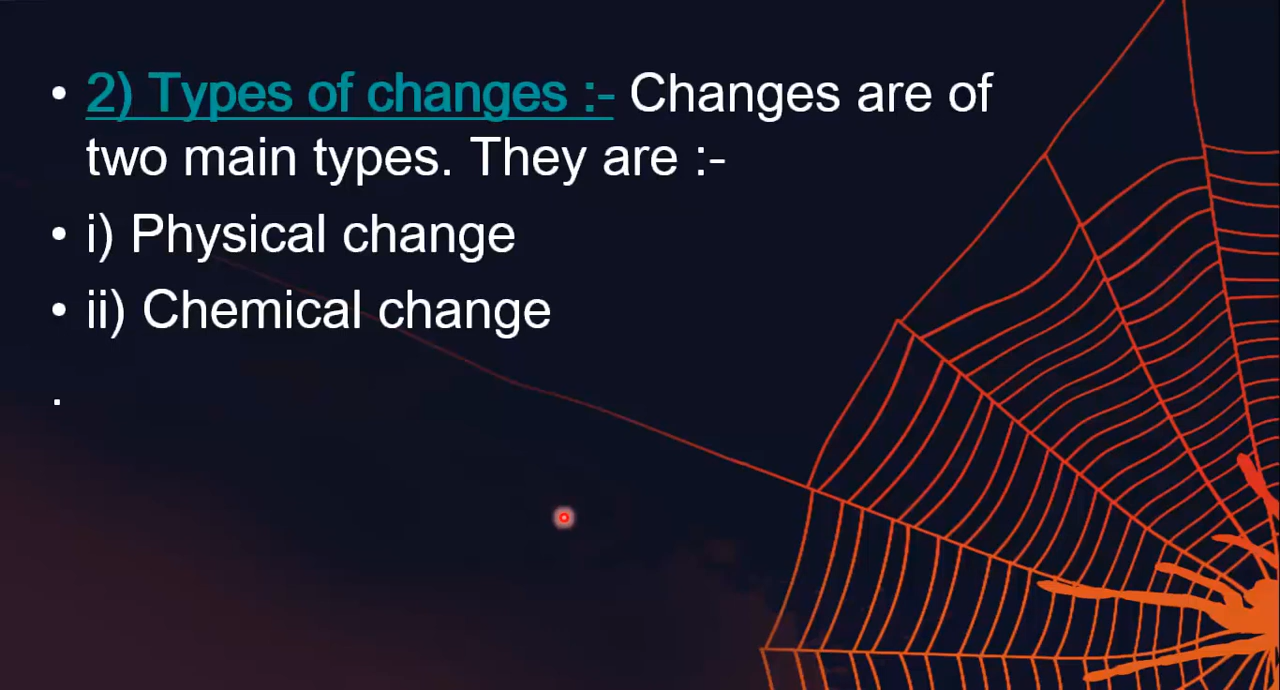 • 2) Types of changes :- Changes are of
two main types. They are :-
• i) Physical change
• ii) Chemical change
.